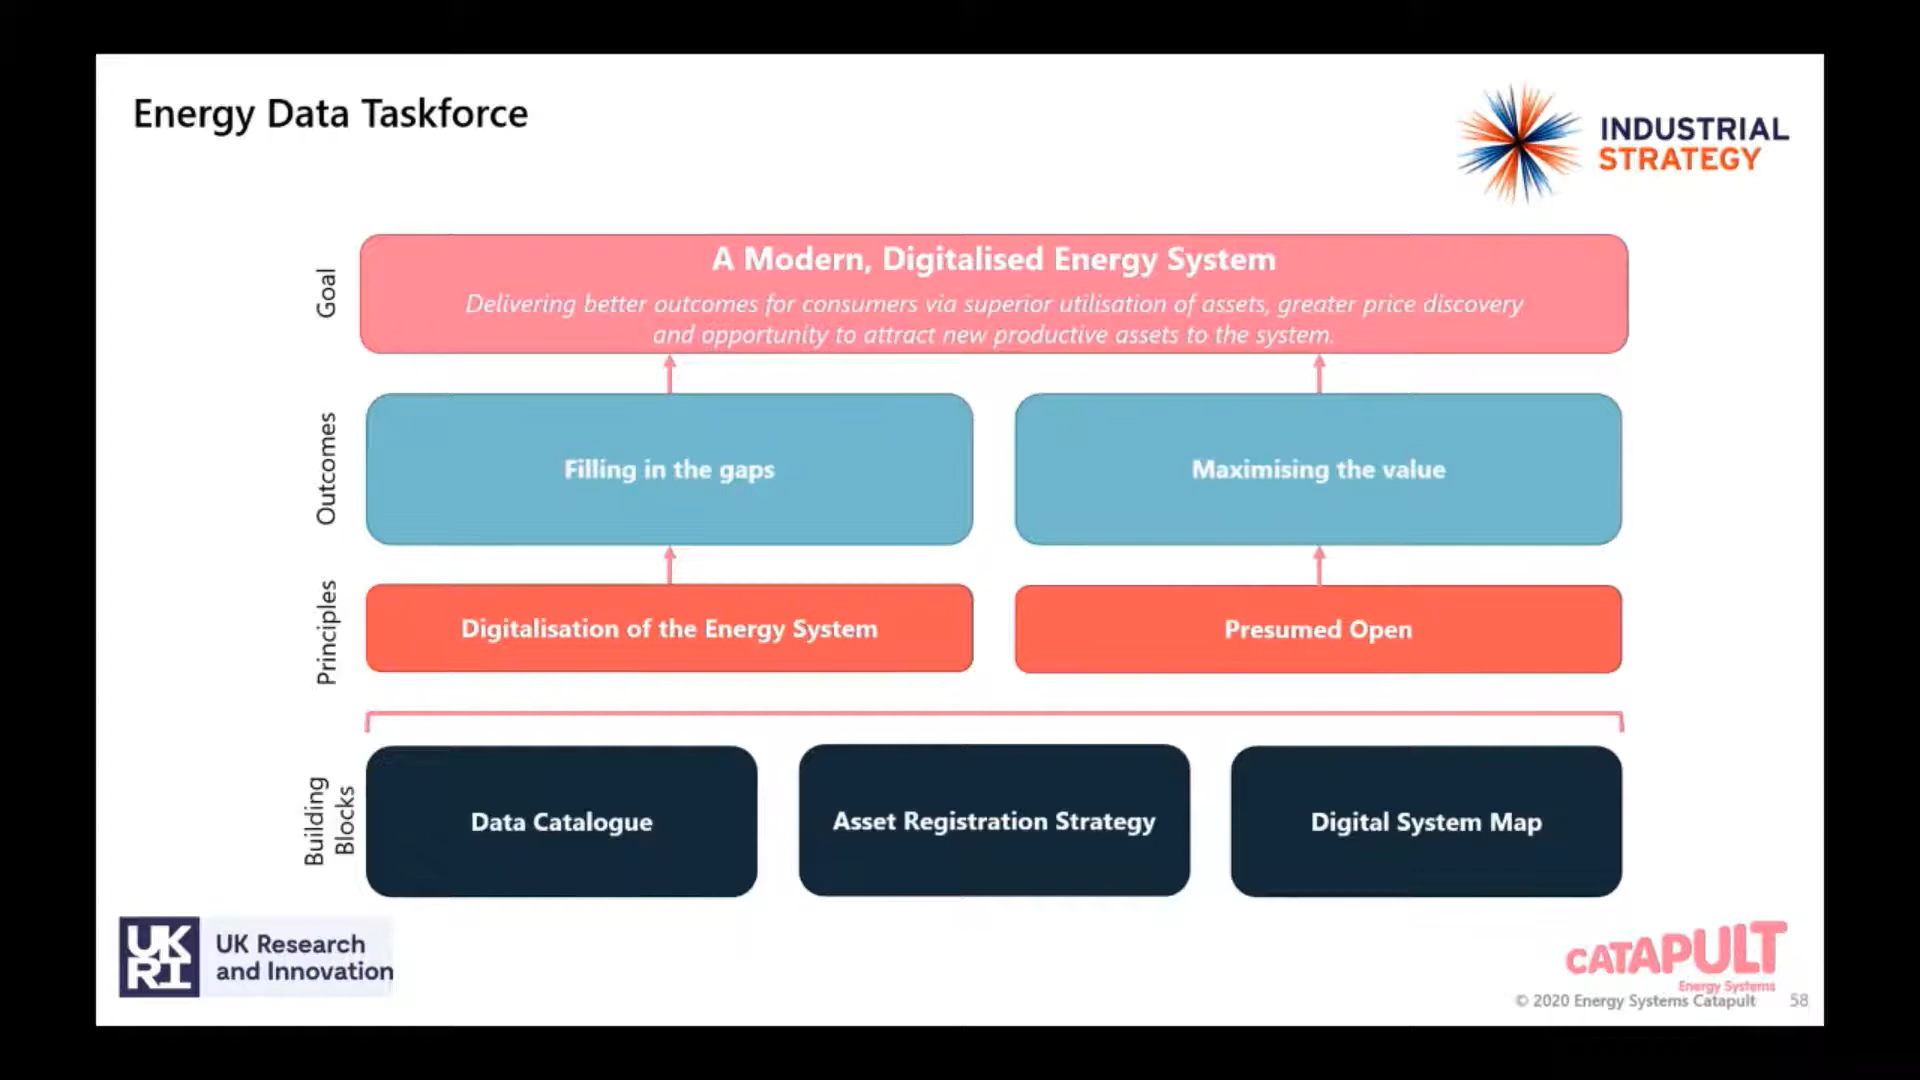 Energy Data Taskforce
INDUSTRIAL
STRATEGY
Goal
A Modern, Digitalised Energy System
Delivering better outcomes for consumers via superior utilisation of assets, greater price discovery
and opportunity to attract new productive assets to the system.
Outcomes
Filling in the gaps
Maximising the value
Principles
Digitalisation of the Energy System
Presumed Open
Building
Blocks
Data Catalogue
Asset Registration Strategy
Digital System Map
UK
RI
UK Research
and Innovation
CATAPULT
Energy Systems
© 2020 Energy Systems Catapult
58